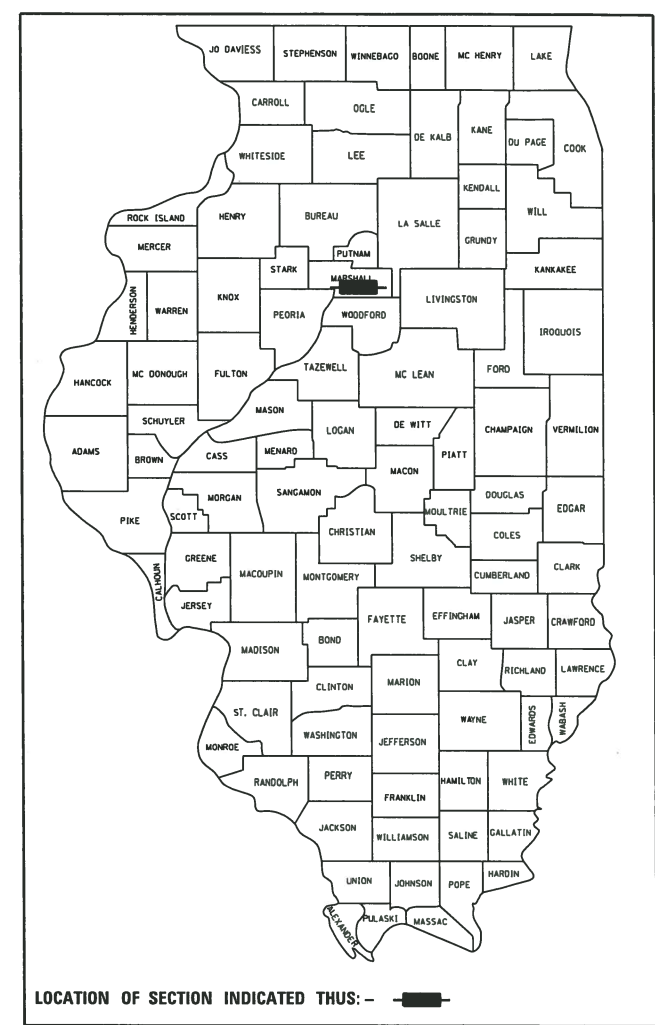 JO DAVIESS STEPHENSON WINNEBAGO BOONE MC HENRY LAKE
CARROLL OGLE DE KALB KANE DU PAGE COOK
WHITESIDE LEE
KENDALL WILL
ROCK ISLAND HENRY BUREAU LA SALLE
MERCER PUTNAM GRUNDY
STARK MARSHALL KANKAKEE
HENDERSON WARREN KNOX PEORIA WOODFORD LIVINGSTON IROQUOIS
HANCOCK MC DONOUGH FULTON TAZEWELL MC LEAN FORD
SCHUYLER MASON LOGAN DE WITT CHAMPAIGN VERMILION
ADAMS BROWN CASS MENARD MACON PIATT
PIKE SCOTT MORGAN SANGAMON MOULTRIE DOUGLAS EDGAR
CHRISTIAN COLES
CALHOUN GREENE MACOUPIN MONTGOMERY SHELBY CUMBERLAND CLARK
JERSEY FAYETTE EFFINGHAM JASPER CRAWFORD
MADISON BOND CLAY RICHLAND LAWRENCE
CLINTON MARION
ST. CLAIR WASHINGTON JEFFERSON WAYNE EDWARDS WABASH
MONROE
RANDOLPH PERRY FRANKLIN HAMILTON WHITE
JACKSON WILLIAMSON SALINE GALLATIN
UNION JOHNSON POPE HARDIN
ALEXANDER PULASKI MASSAC
LOCATION OF SECTION INDICATED THUS: –